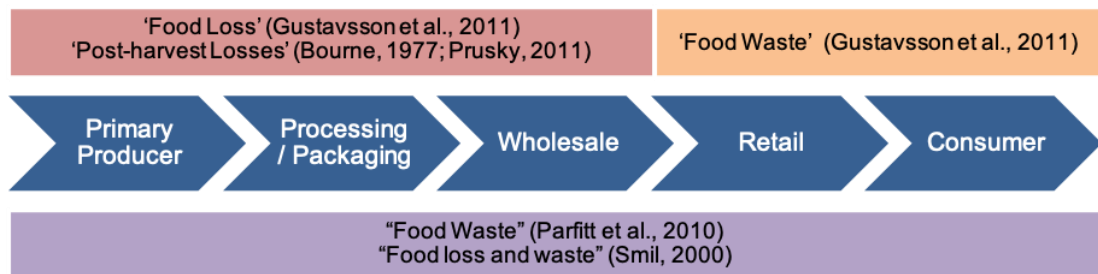 ‘Food Loss’ (Gustavsson et al., 2011)
‘Post-harvest Losses’ (Bourne, 1977; Prusky, 2011)
‘Food Waste’ (Gustavsson et al., 2011)
Primary
Producer
Processing
/ Packaging
Wholesale
Retail
Consumer
“Food Waste” (Parfitt et al., 2010)
“Food loss and waste” (Smil, 2000)